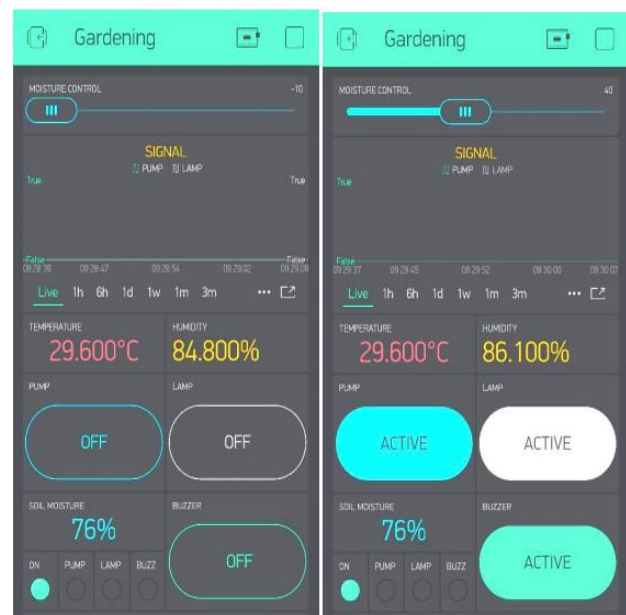 Gardening
MOISTURE CONTROL -10
SIGNAL
PUMP LAMP
True True
False False
09:28:39 09:28:47 09:28:54 09:29:02 09:29:09
Live 1h 6h 1d 1w 1m 3m ...
TEMPERATURE HUMIDITY
29.600°C 84.800%
PUMP LAMP
OFF OFF
SOIL MOISTURE BUZZER
76%
OFF
ON PUMP LAMP BUZZ
Gardening
MOISTURE CONTROL 40
SIGNAL
PUMP LAMP
True
False
09:29:37 09:29:45 09:29:52 09:30:00 09:30:07
Live 1h 6h 1d 1w 1m 3m ...
TEMPERATURE HUMIDITY
29.600°C 86.100%
PUMP LAMP
ACTIVE ACTIVE
SOIL MOISTURE BUZZER
76%
ACTIVE
ON PUMP LAMP BUZZ